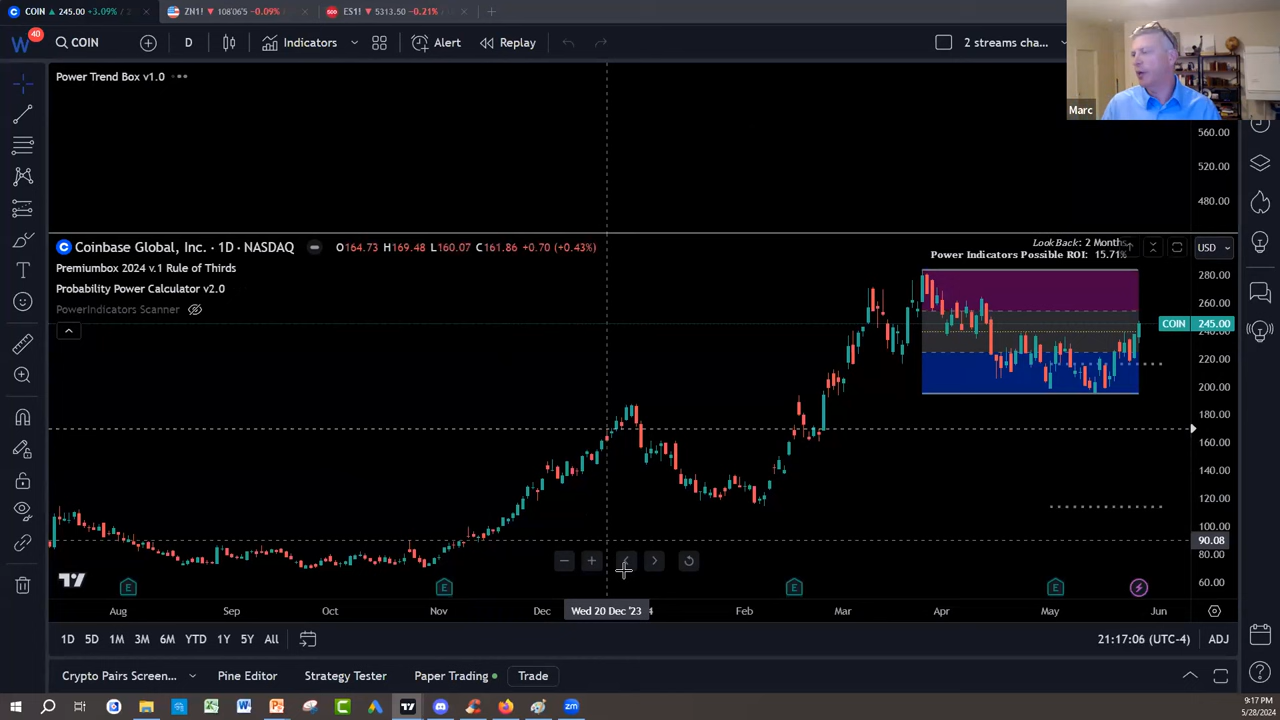 COIN 245.00 +3.09%
ZN1! ▼ 108'06'5 −0.09%
ES1! ▼ 5313.50 −0.21%
40
COIN
D
Indicators
Alert
Replay
2 streams cha...
Marc
Power Trend Box v1.0
560.00
520.00
480.00
Coinbase Global, Inc. · 1D · NASDAQ
O164.73 H169.48 L160.07 C161.86 +0.70 (+0.43%)
Look Back: 2 Months
Power Indicators Possible ROI: 15.71%
USD
Premiumbox 2024 v.1 Rule of Thirds
Probability Power Calculator v2.0
PowerIndicators Scanner
280.00
260.00
COIN 245.00
240.00
220.00
200.00
180.00
160.00
140.00
120.00
100.00
90.08
80.00
60.00
E E E E
Aug Sep Oct Nov Dec Wed 20 Dec '23 Feb Mar Apr May Jun
1D 5D 1M 3M 6M YTD 1Y 5Y All
21:17:06 (UTC-4) ADJ
Crypto Pairs Screen... Pine Editor Strategy Tester Paper Trading Trade
9:17 PM
5/28/2024